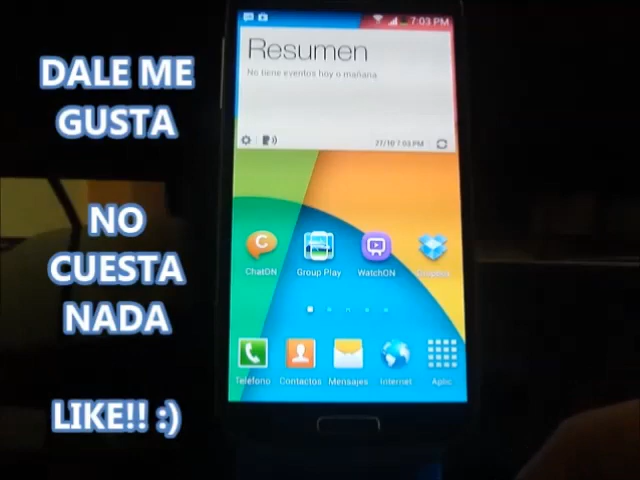 DALE ME
GUSTA
NO
CUESTA
NADA
LIKE!! :)
7:03 PM
Resumen
No tiene eventos hoy o mañana
27/10 7:03 PM
ChatON
Group Play
WatchON
Dropbox
Teléfono
Contactos
Mensajes
Internet
Aplic